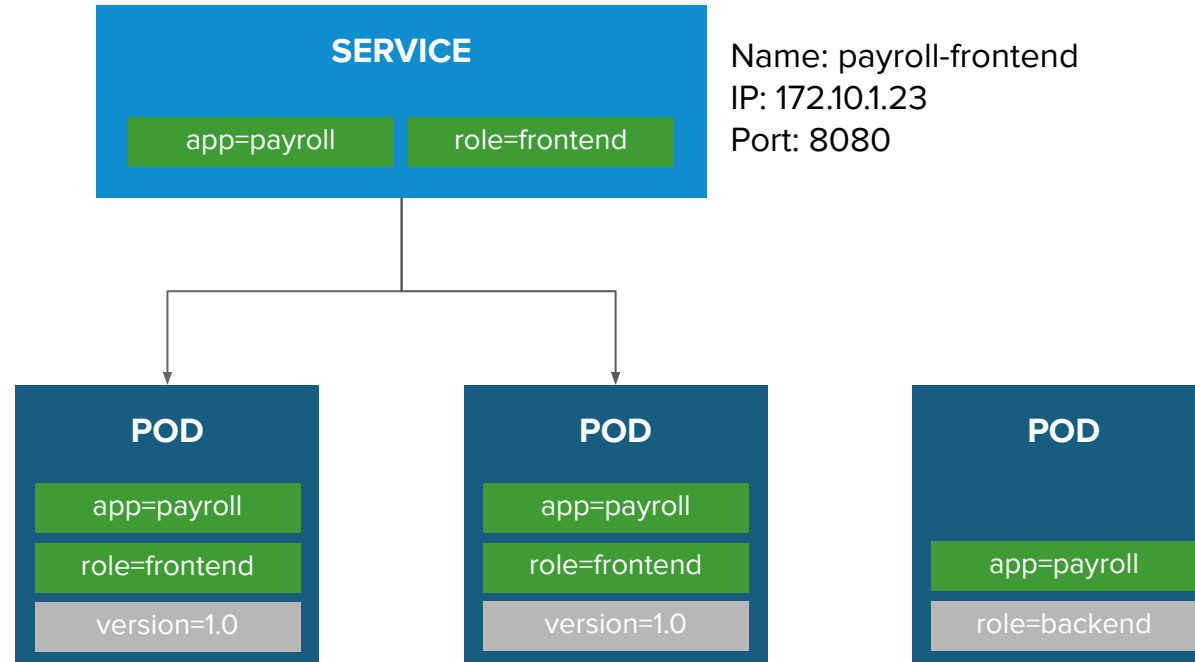 SERVICE
app=payroll
role=frontend
Name: payroll-frontend
IP: 172.10.1.23
Port: 8080
POD
app=payroll
role=frontend
version=1.0
POD
app=payroll
role=frontend
version=1.0
POD
app=payroll
role=backend